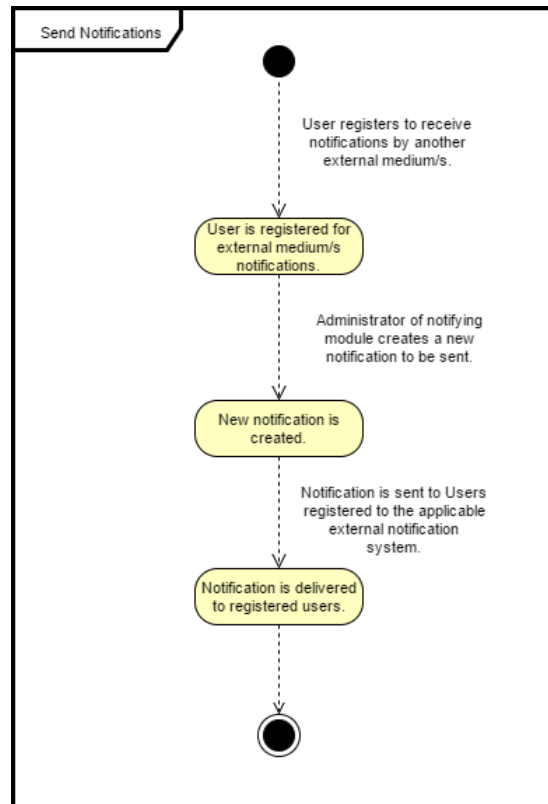 Send Notifications
User registers to receive
notifications by another
external medium/s.
User is registered for
external medium/s
notifications.
Administrator of notifying
module creates a new
notification to be sent.
New notification is
created.
Notification is sent to Users
registered to the applicable
external notification
system.
Notification is delivered
to registered users.